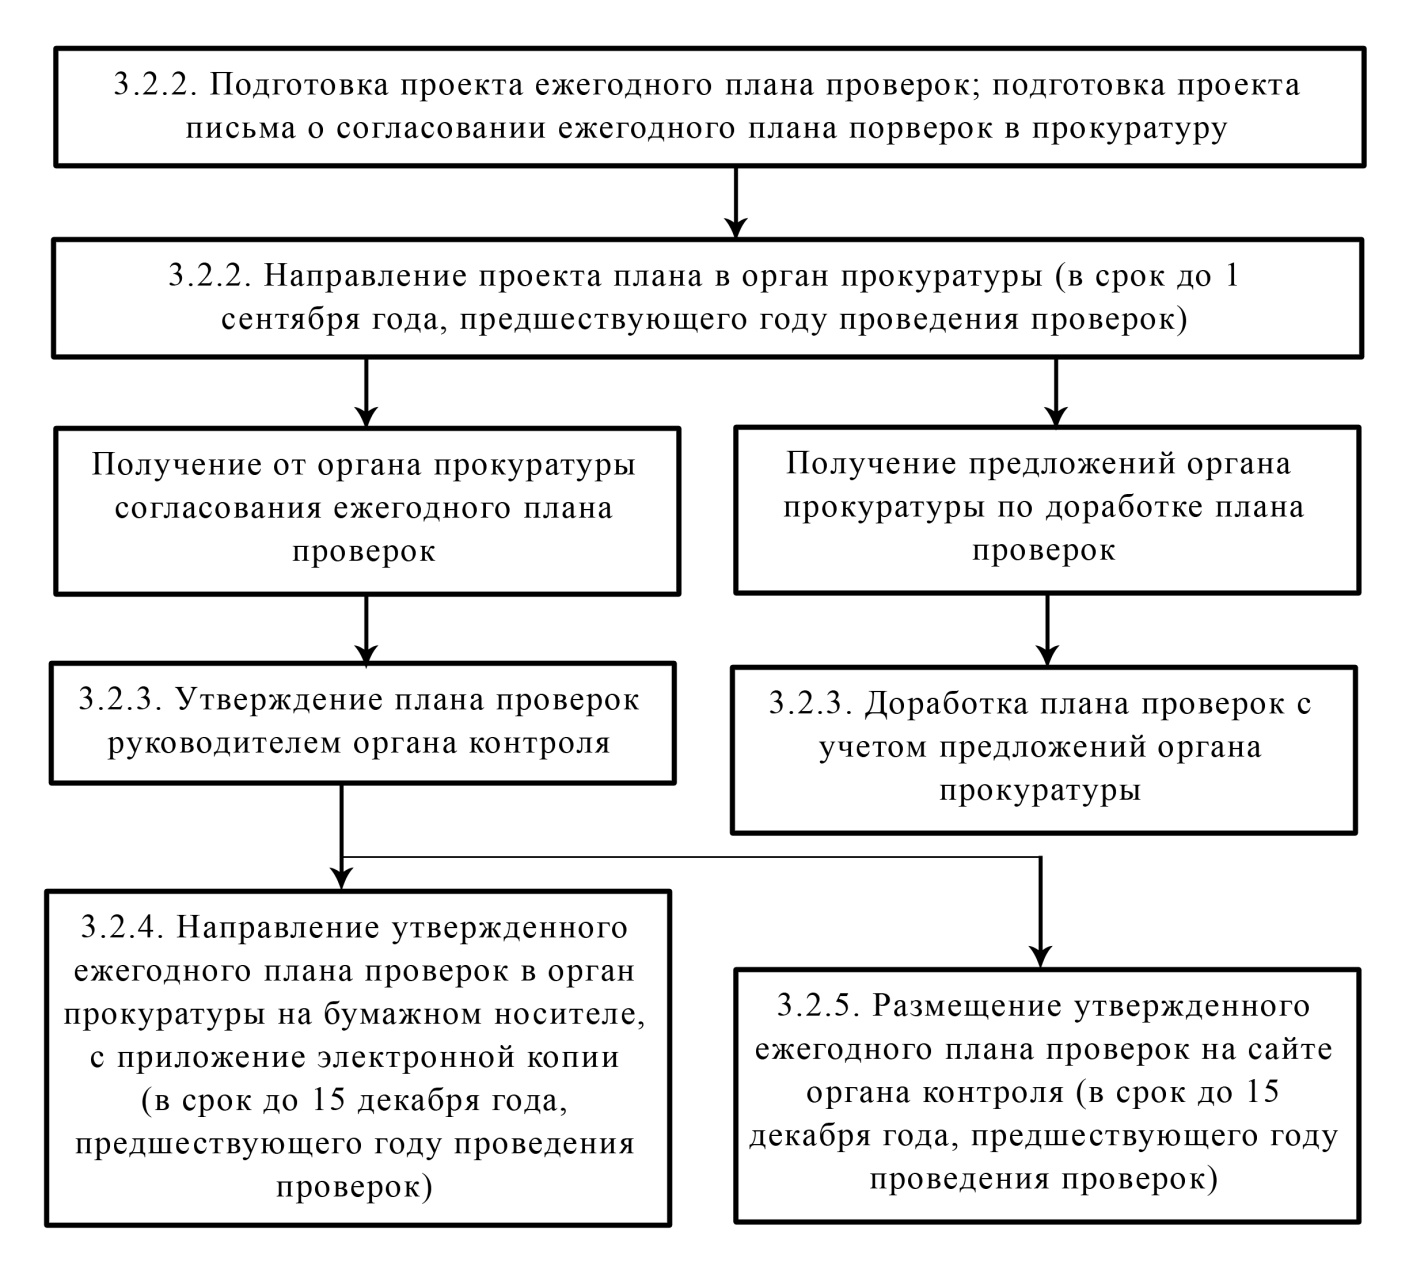 3.2.2. Подготовка проекта ежегодного плана проверок; подготовка проекта
письма о согласовании ежегодного плана порверок в прокуратуру
3.2.2. Направление проекта плана в орган прокуратуры (в срок до 1
сентября года, предшествующего году проведения проверок)
Получение от органа прокуратуры
согласования ежегодного плана
проверок
Получение предложений органа
прокуратуры по доработке плана
проверок
3.2.3. Утверждение плана проверок
руководителем органа контроля
3.2.3. Доработка плана проверок с
учетом предложений органа
прокуратуры
3.2.4. Направление утвержденного
ежегодного плана проверок в орган
прокуратуры на бумажном носителе,
с приложение электронной копии
(в срок до 15 декабря года,
предшествующего году проведения
проверок)
3.2.5. Размещение утвержденного
ежегодного плана проверок на сайте
органа контроля (в срок до 15
декабря года, предшествующего году
проведения проверок)